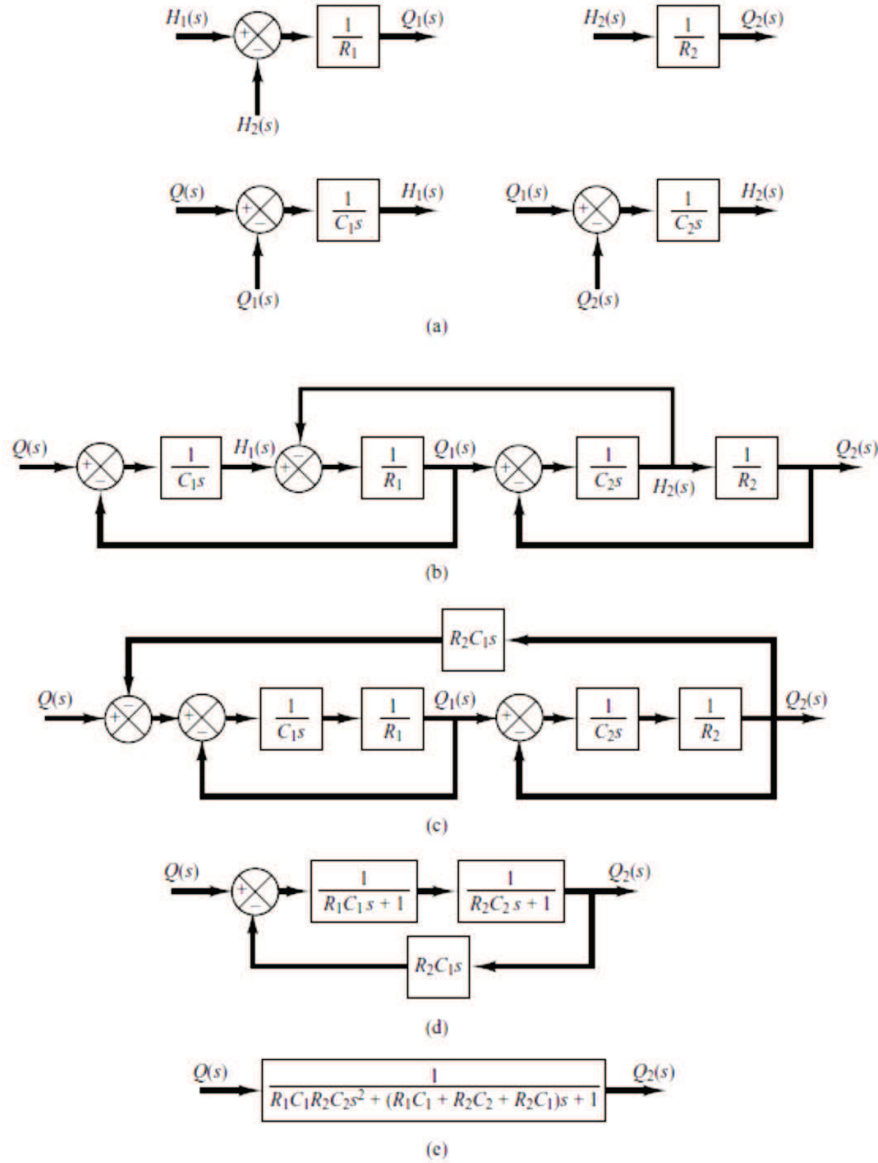 H₁(s) + − 1/R₁ Q₁(s) H₂(s) 1/R₂ Q₂(s)
H₂(s)
Q(s) + − 1/C₁s H₁(s) Q₁(s) + − 1/C₂s H₂(s)
Q₁(s) Q₂(s)
(a)
Q(s) + − 1/C₁s H₁(s) + − 1/R₁ Q₁(s) + − 1/C₂s H₂(s) 1/R₂ Q₂(s)
(b)
R₂C₁s
Q(s) + − − 1/C₁s 1/R₁ Q₁(s) + − 1/C₂s 1/R₂ Q₂(s)
(c)
Q(s) + − 1/(R₁C₁s + 1) 1/(R₂C₂s + 1) Q₂(s)
R₂C₁s
(d)
Q(s) 1/(R₁C₁R₂C₂s² + (R₁C₁ + R₂C₂ + R₂C₁)s + 1) Q₂(s)
(e)